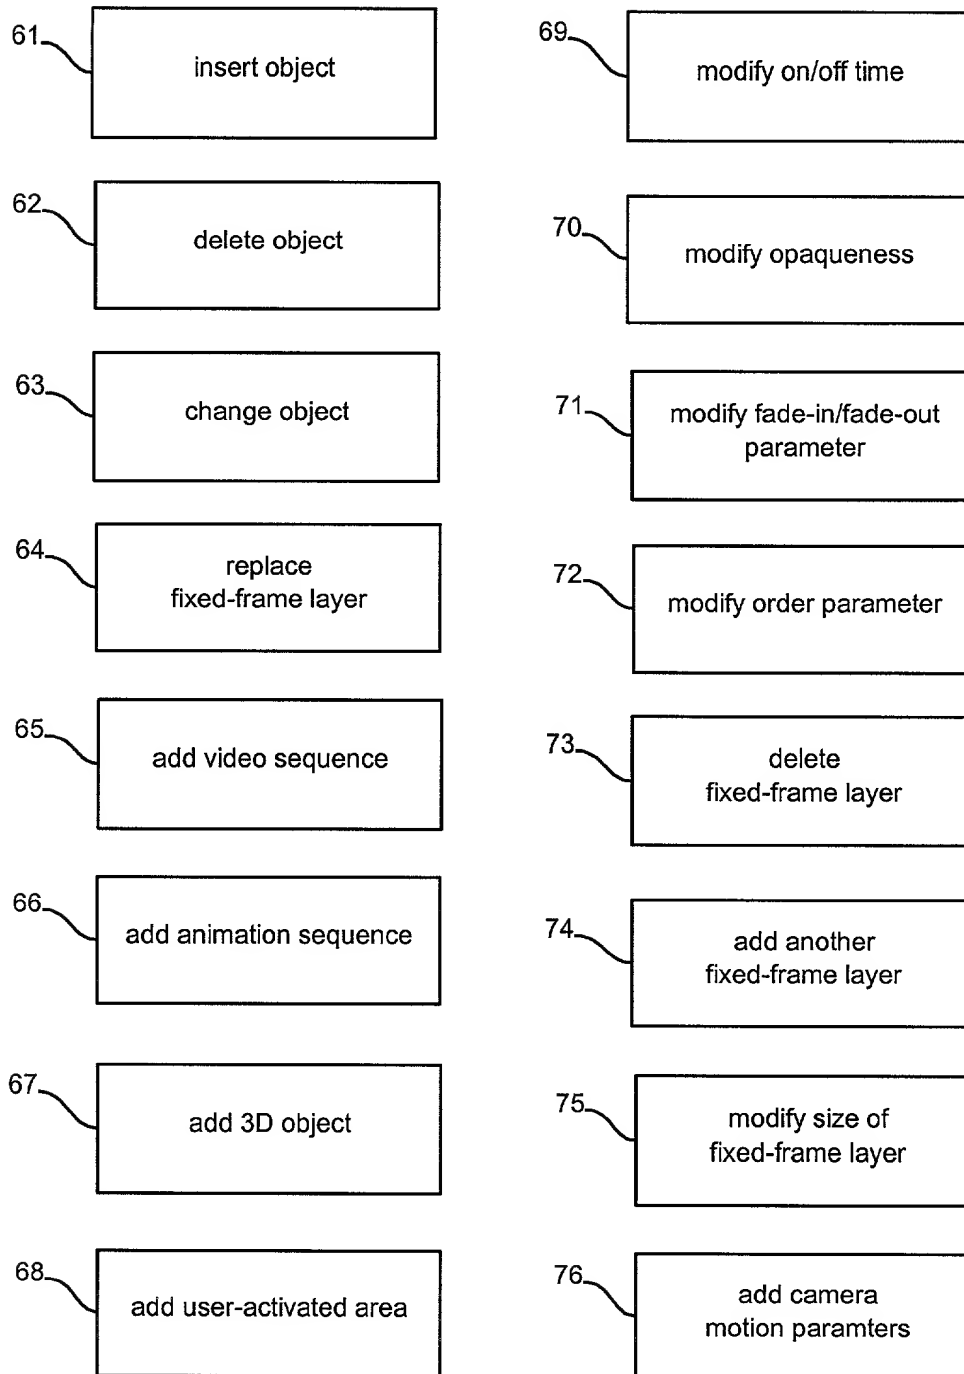 61
insert object
62
delete object
63
change object
64
replace
fixed-frame layer
65
add video sequence
66
add animation sequence
67
add 3D object
68
add user-activated area
69
modify on/off time
70
modify opaqueness
71
modify fade-in/fade-out
parameter
72
modify order parameter
73
delete
fixed-frame layer
74
add another
fixed-frame layer
75
modify size of
fixed-frame layer
76
add camera
motion paramters